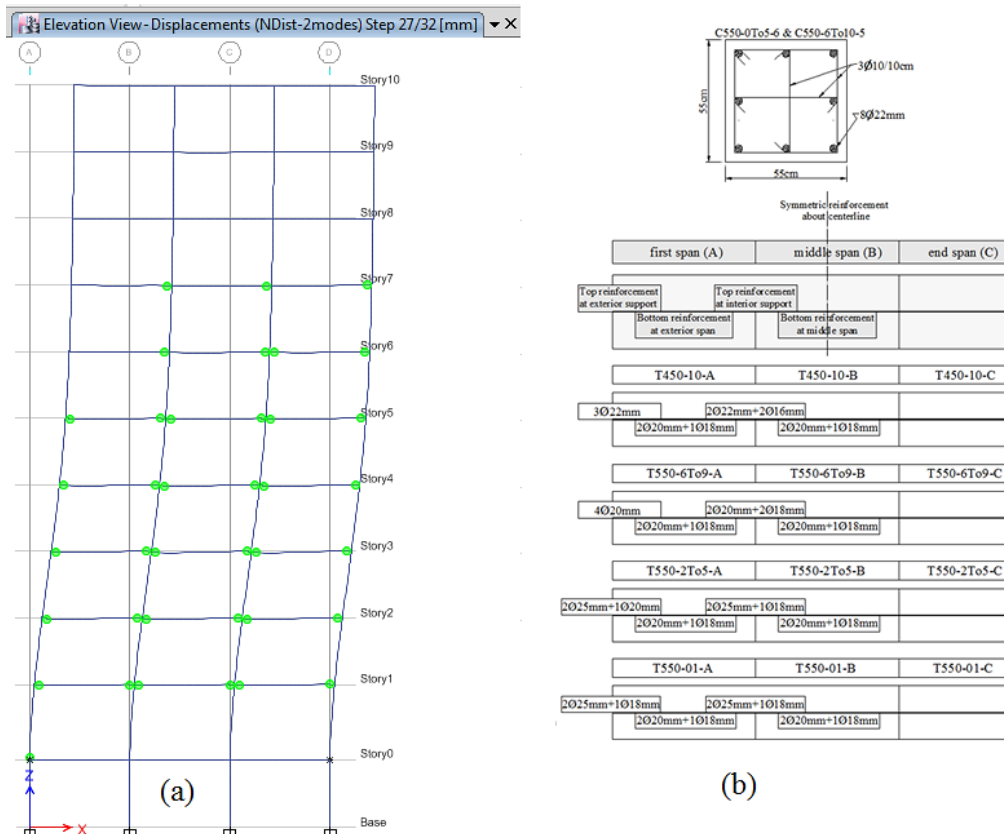 Elevation View - Displacements (NDist-2modes) Step 27/32 [mm]
A
B
C
D
Story10
Story9
Story8
Story7
Story6
Story5
Story4
Story3
Story2
Story1
Story0
Base
Z
X
(a)
C550-0To5-6 & C550-6To10-5
3Ø10/10cm
55cm
8Ø22mm
55cm
Symmetric reinforcement
about centerline
first span (A)
middle span (B)
end span (C)
Top reinforcement
at exterior support
Top reinforcement
at interior support
Bottom reinforcement
at exterior span
Bottom reinforcement
at middle span
T450-10-A
T450-10-B
T450-10-C
3Ø22mm
2Ø22mm+2Ø16mm
2Ø20mm+1Ø18mm
2Ø20mm+1Ø18mm
T550-6To9-A
T550-6To9-B
T550-6To9-C
4Ø20mm
2Ø20mm+2Ø18mm
2Ø20mm+1Ø18mm
2Ø20mm+1Ø18mm
T550-2To5-A
T550-2To5-B
T550-2To5-C
2Ø25mm+1Ø20mm
2Ø25mm+1Ø18mm
2Ø20mm+1Ø18mm
2Ø20mm+1Ø18mm
T550-01-A
T550-01-B
T550-01-C
2Ø25mm+1Ø18mm
2Ø25mm+1Ø18mm
2Ø20mm+1Ø18mm
2Ø20mm+1Ø18mm
(b)